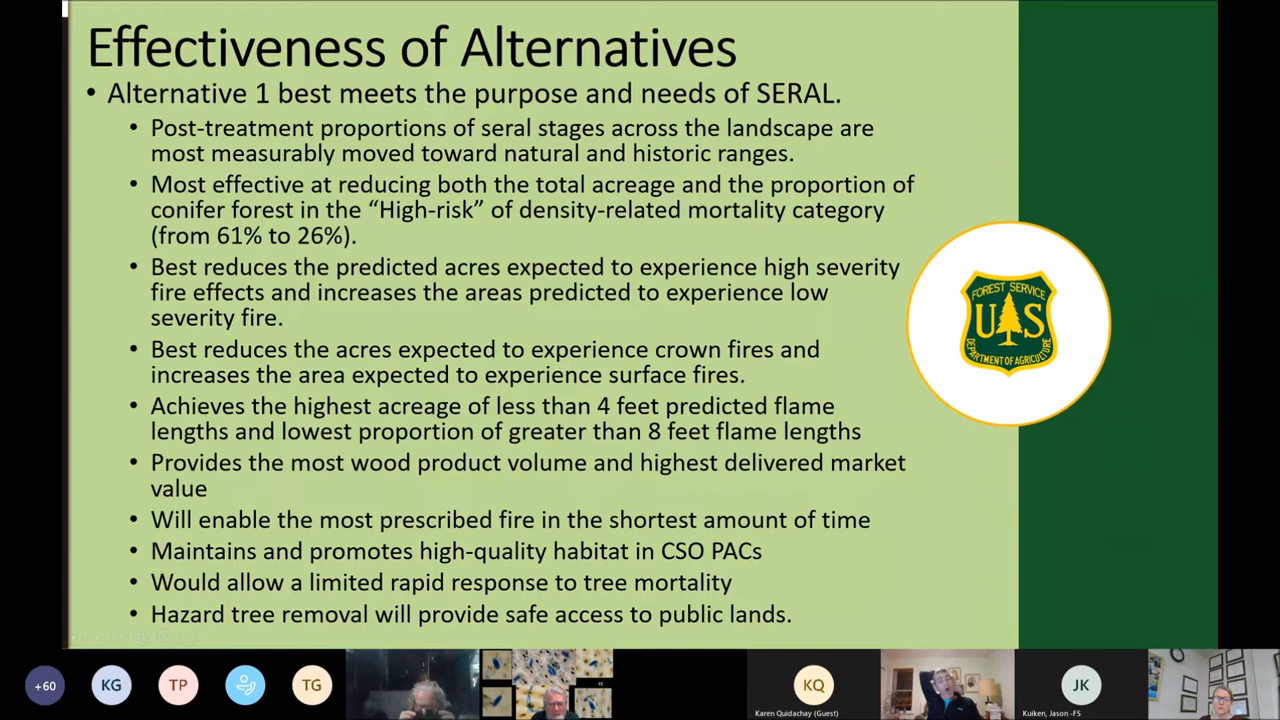 Effectiveness of Alternatives
• Alternative 1 best meets the purpose and needs of SERAL.
• Post-treatment proportions of seral stages across the landscape are
most measurably moved toward natural and historic ranges.
• Most effective at reducing both the total acreage and the proportion of
conifer forest in the “High-risk” of density-related mortality category
(from 61% to 26%).
• Best reduces the predicted acres expected to experience high severity
fire effects and increases the areas predicted to experience low
severity fire.
• Best reduces the acres expected to experience crown fires and
increases the area expected to experience surface fires.
• Achieves the highest acreage of less than 4 feet predicted flame
lengths and lowest proportion of greater than 8 feet flame lengths
• Provides the most wood product volume and highest delivered market
value
• Will enable the most prescribed fire in the shortest amount of time
• Maintains and promotes high-quality habitat in CSO PACs
• Would allow a limited rapid response to tree mortality
• Hazard tree removal will provide safe access to public lands.
FOREST SERVICE
U S
DEPARTMENT OF AGRICULTURE
+60
KG
TP
TG
KQ
Karen Quidachay (Guest)
JK
Kuiken, Jason -FS